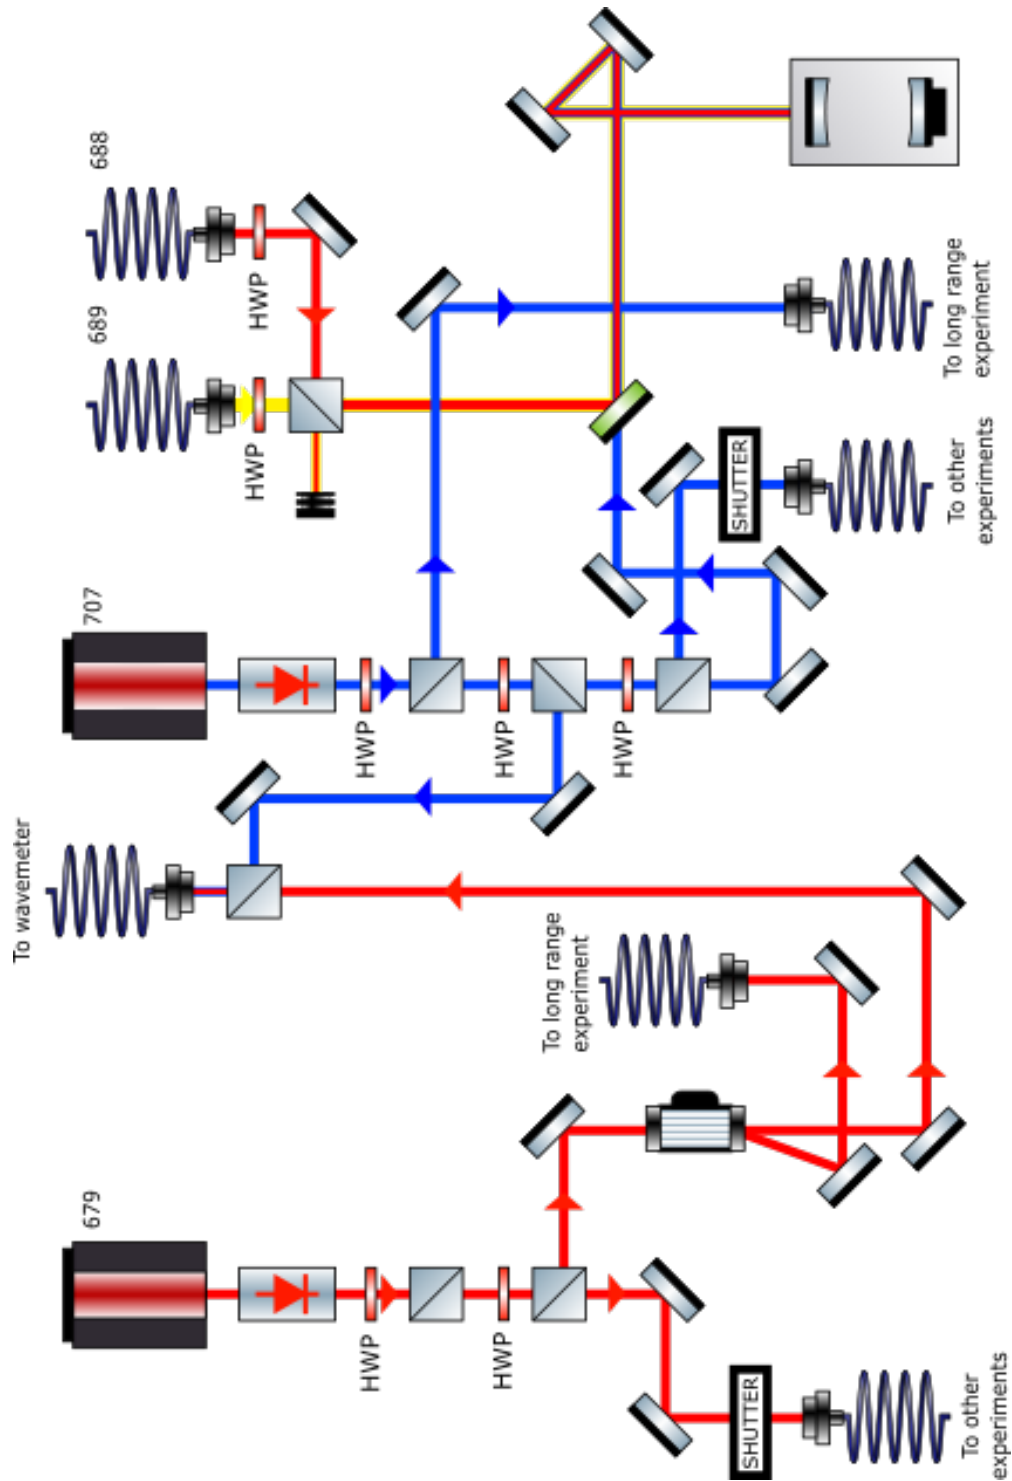 688
689
HWP
HWP
To long range
experiment
To other
experiments
SHUTTER
707
HWP
HWP
HWP
To wavemeter
To long range
experiment
679
HWP
HWP
SHUTTER
To other
experiments